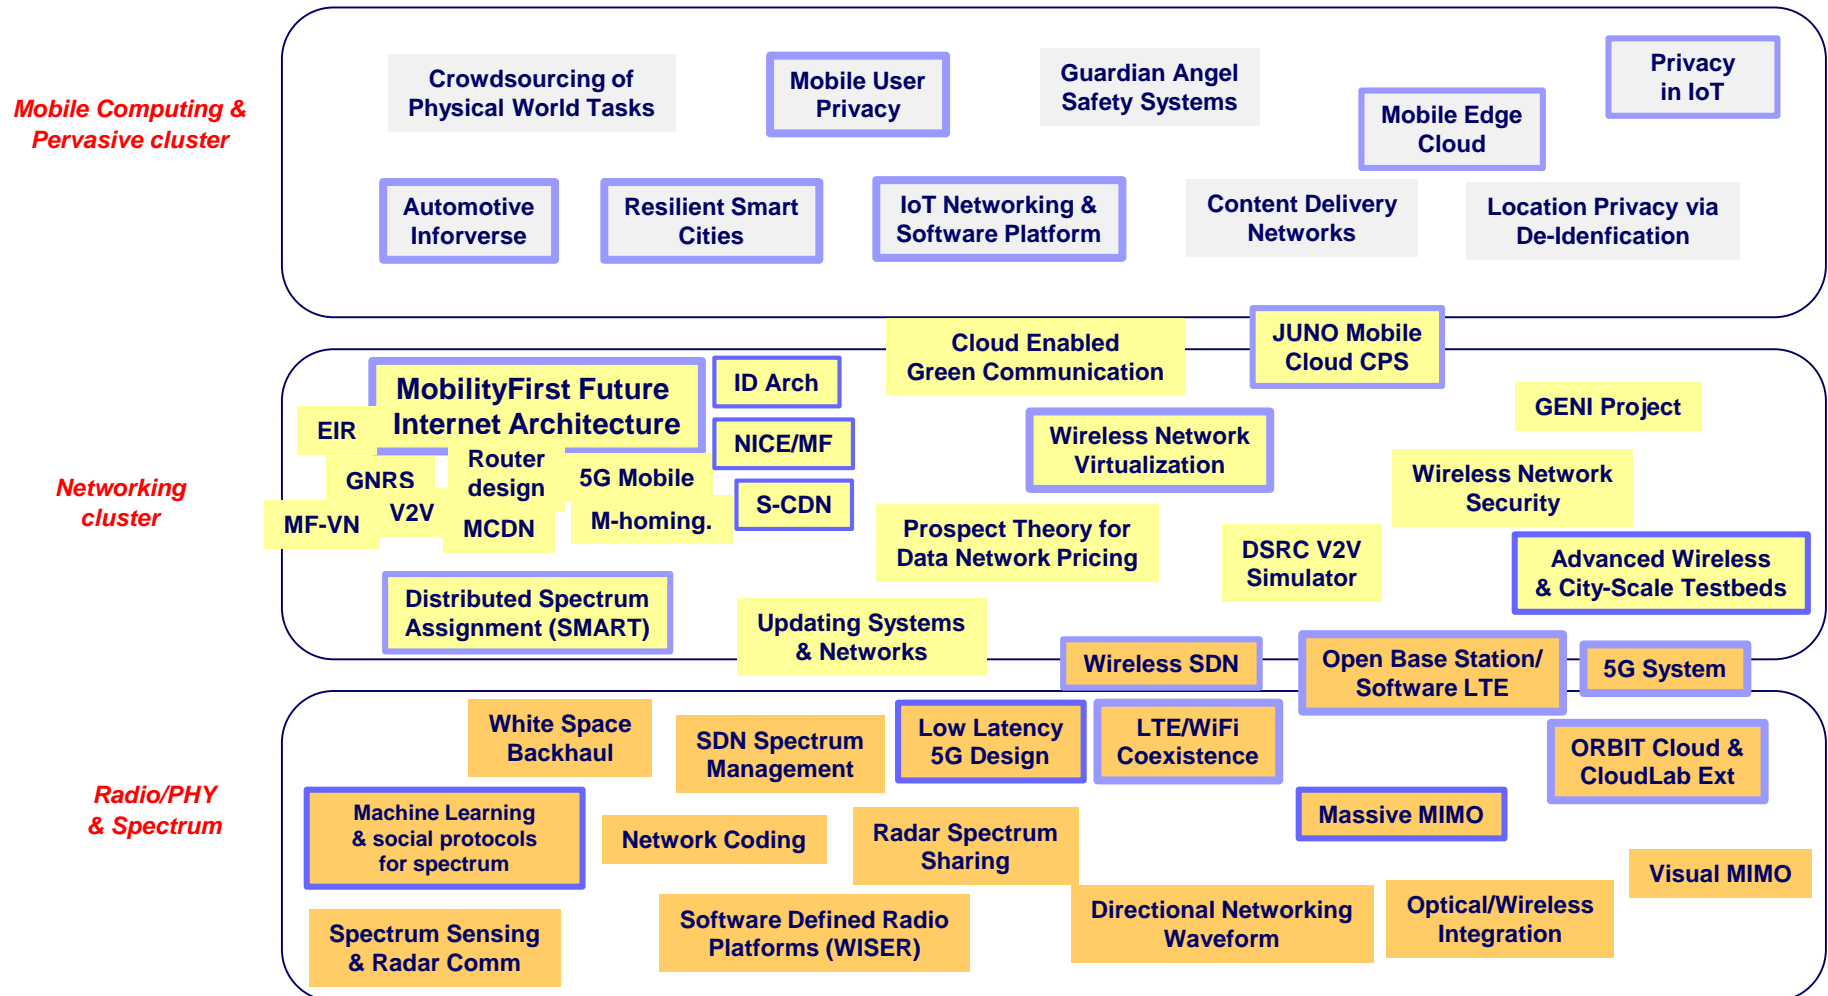 Mobile Computing &
Pervasive cluster
Crowdsourcing of
Physical World Tasks
Mobile User
Privacy
Guardian Angel
Safety Systems
Mobile Edge
Cloud
Privacy
in IoT
Automotive
Inforverse
Resilient Smart
Cities
IoT Networking &
Software Platform
Content Delivery
Networks
Location Privacy via
De-Idenfication
Networking
cluster
Cloud Enabled
Green Communication
JUNO Mobile
Cloud CPS
MobilityFirst Future
Internet Architecture
ID Arch
GENI Project
EIR
NICE/MF
Wireless Network
Virtualization
GNRS
Router
design
5G Mobile
Wireless Network
Security
MF-VN
V2V
MCDN
M-homing.
S-CDN
Prospect Theory for
Data Network Pricing
DSRC V2V
Simulator
Advanced Wireless
& City-Scale Testbeds
Distributed Spectrum
Assignment (SMART)
Updating Systems
& Networks
Wireless SDN
Open Base Station/
Software LTE
5G System
Radio/PHY
& Spectrum
White Space
Backhaul
SDN Spectrum
Management
Low Latency
5G Design
LTE/WiFi
Coexistence
ORBIT Cloud &
CloudLab Ext
Machine Learning
& social protocols
for spectrum
Network Coding
Radar Spectrum
Sharing
Massive MIMO
Visual MIMO
Spectrum Sensing
& Radar Comm
Software Defined Radio
Platforms (WISER)
Directional Networking
Waveform
Optical/Wireless
Integration